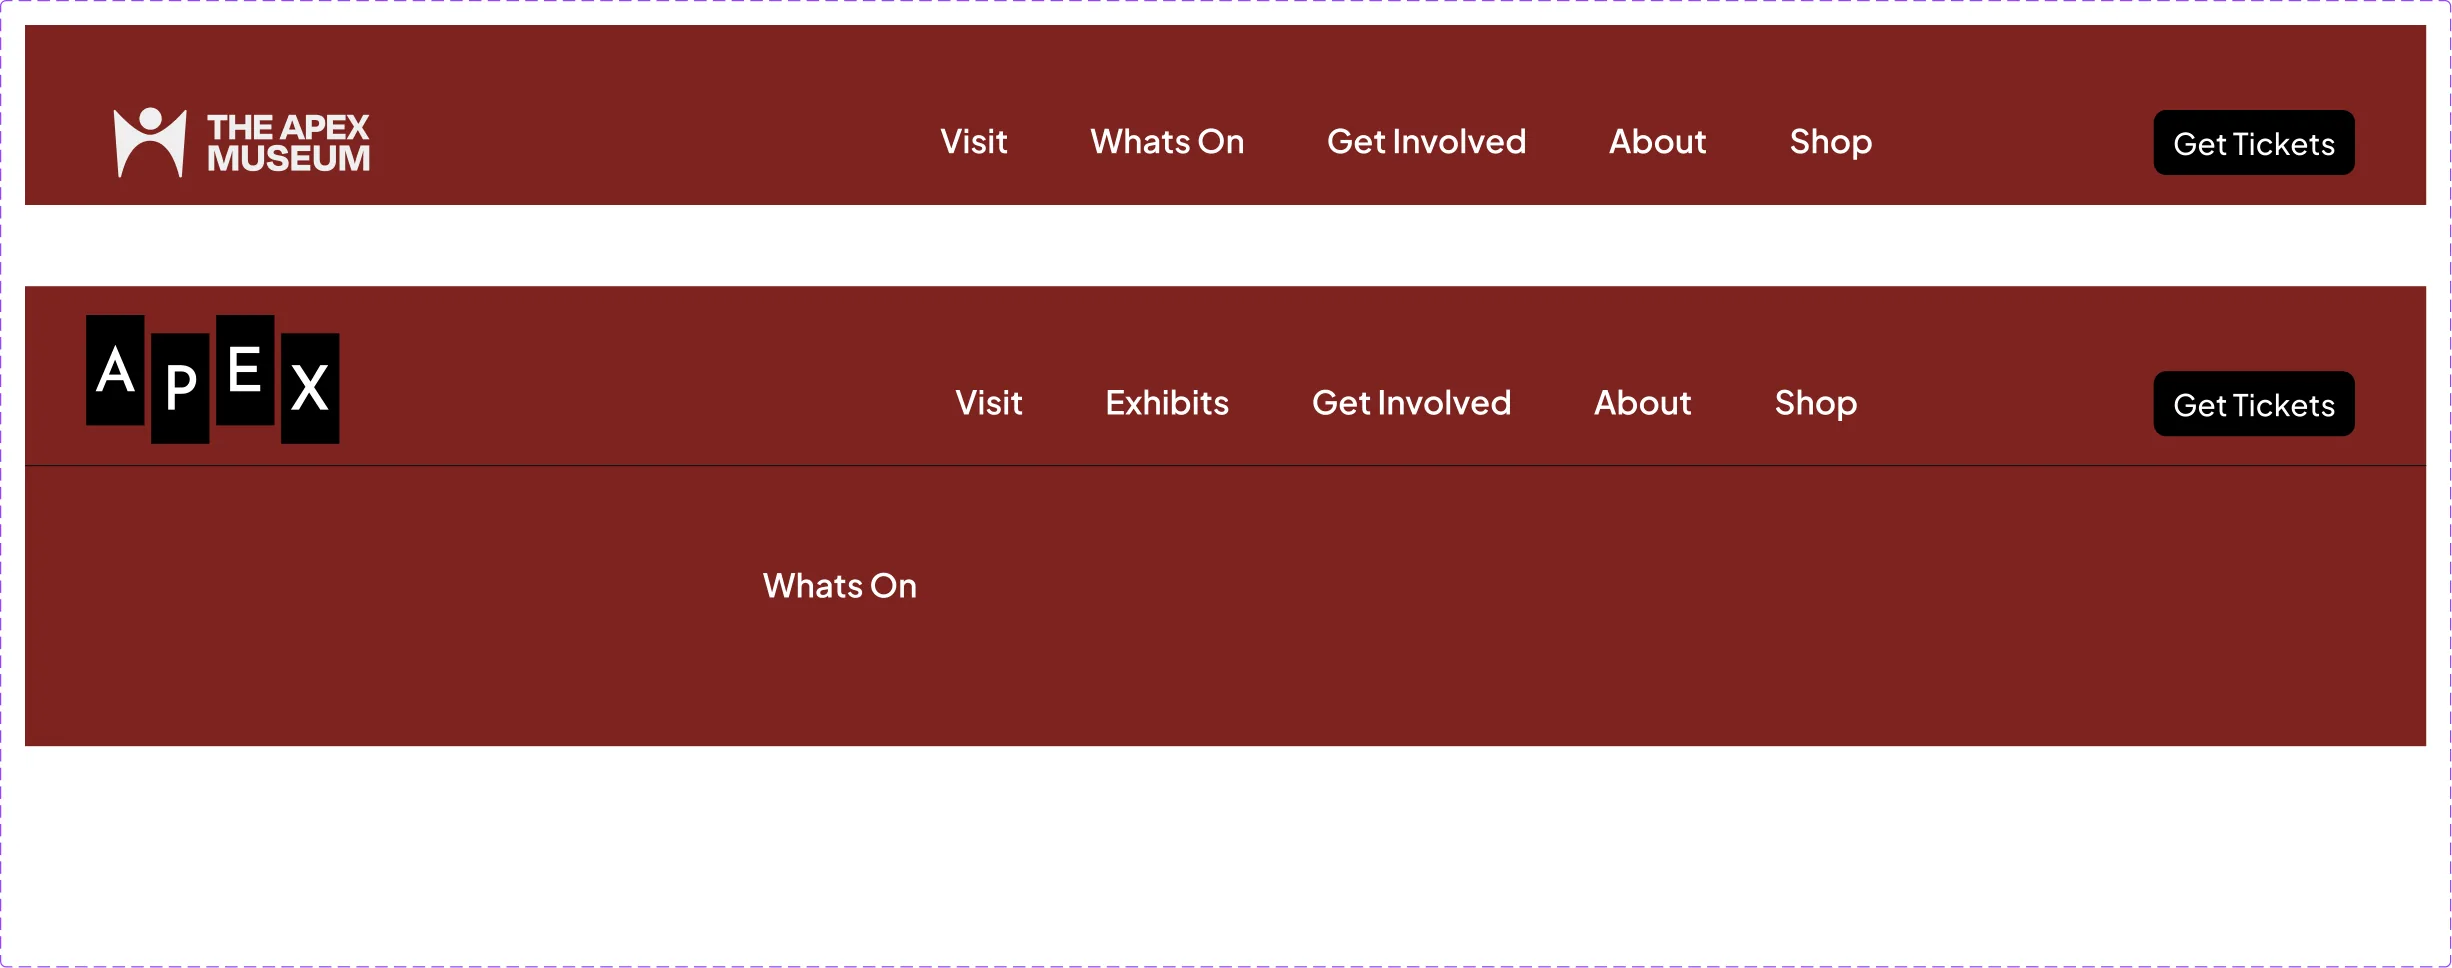 THE APEX
MUSEUM
Visit Whats On Get Involved About Shop Get Tickets
APEX
Visit Exhibits Get Involved About Shop Get Tickets
Whats On